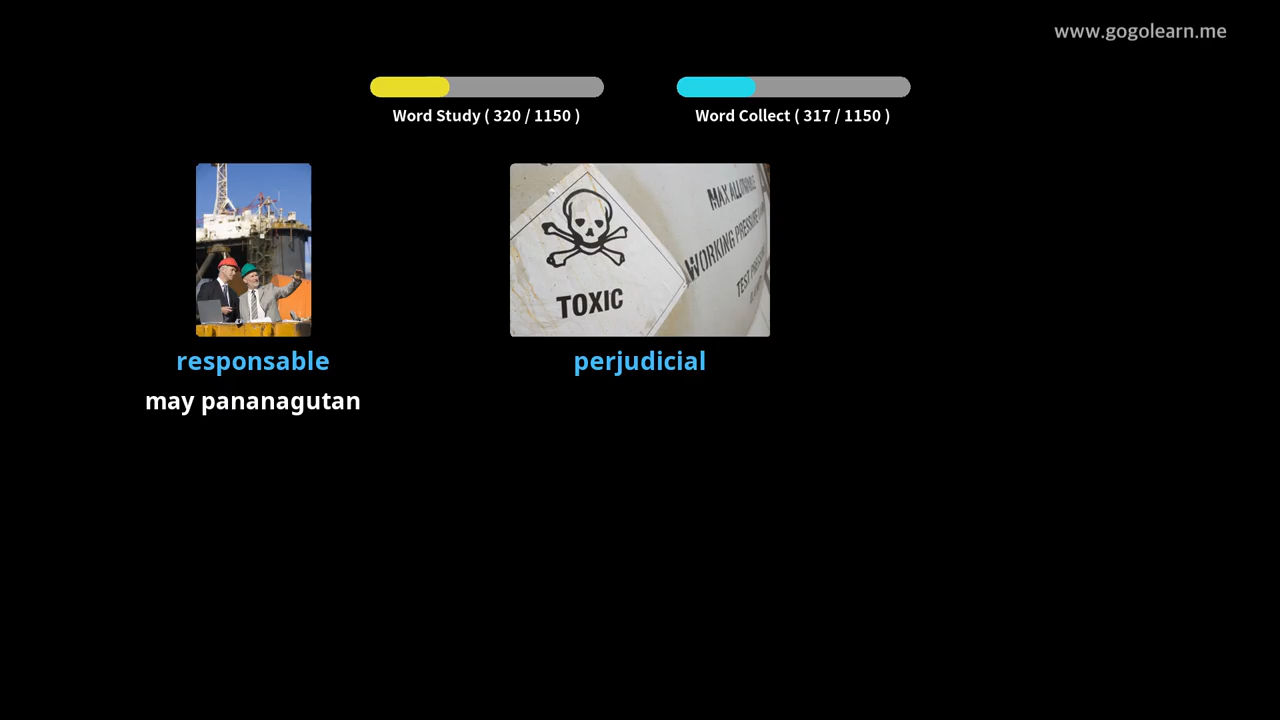 www.gogolearn.me
Word Study ( 320 / 1150 )
Word Collect ( 317 / 1150 )
TOXIC
MAX ALLOWABLE
WORKING PRESSURE
TEST
responsable
perjudicial
may pananagutan